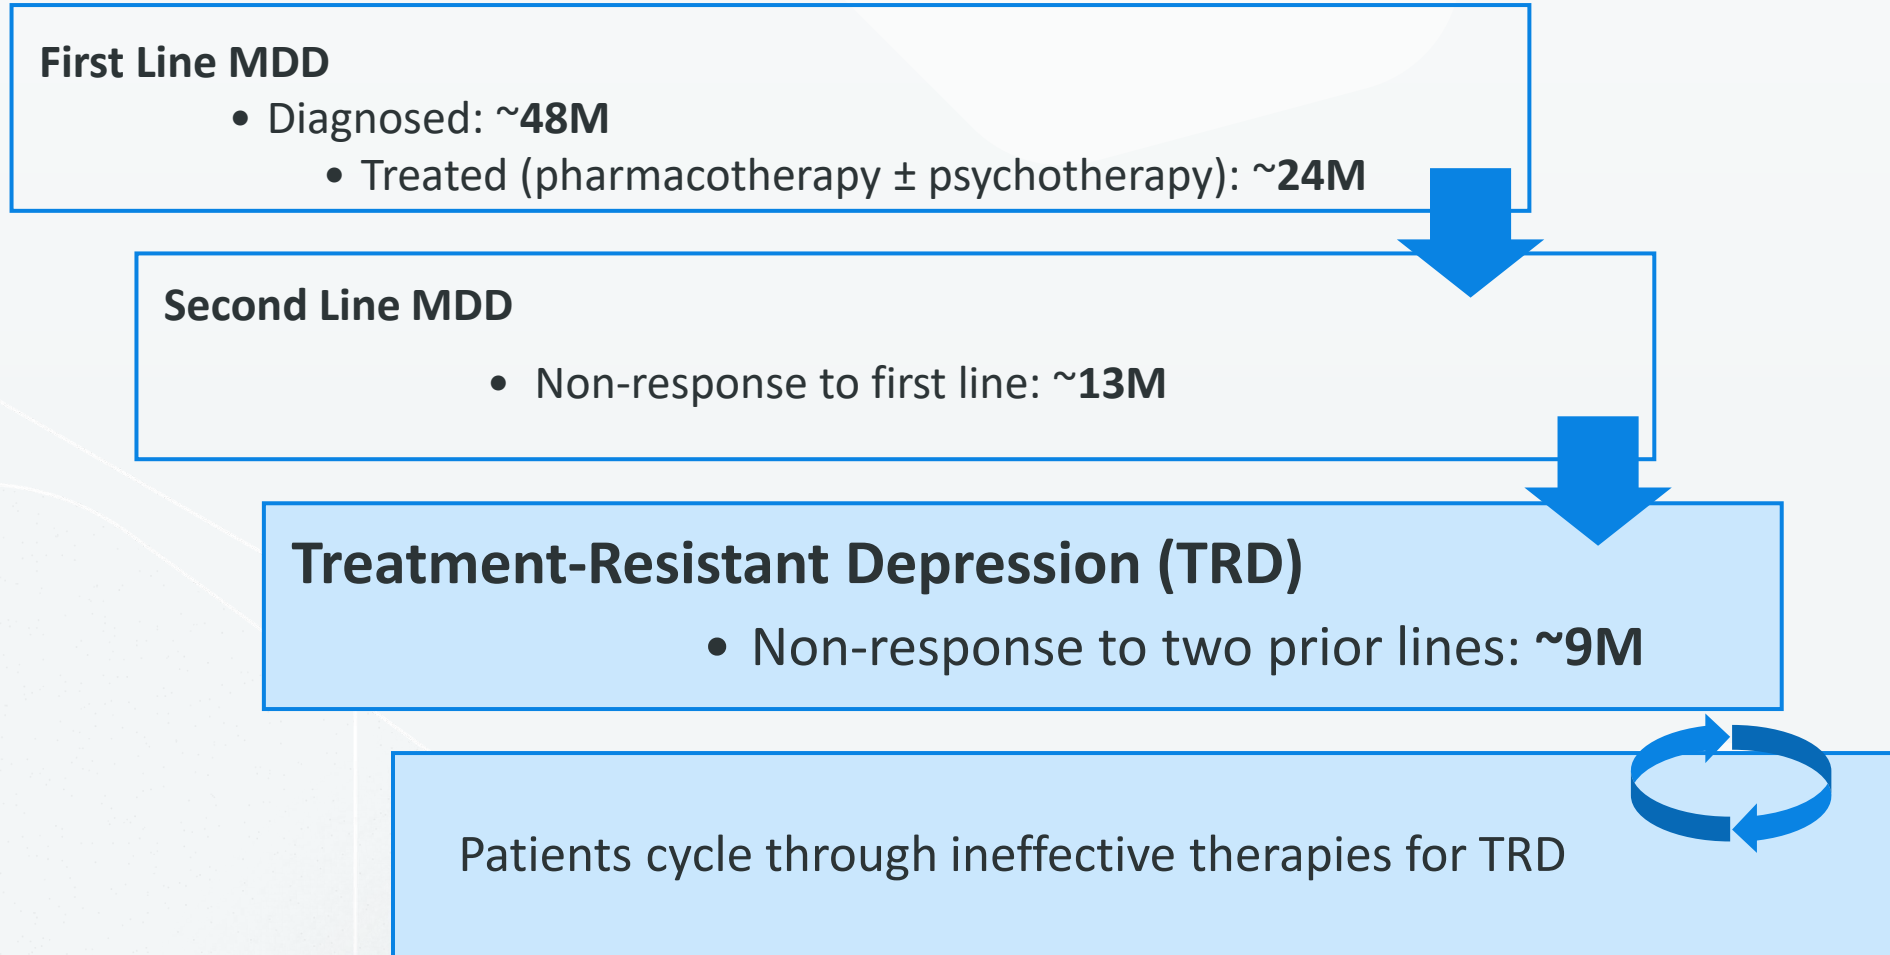 First Line MDD
• Diagnosed: ~48M
• Treated (pharmacotherapy ± psychotherapy): ~24M
Second Line MDD
• Non-response to first line: ~13M
Treatment-Resistant Depression (TRD)
• Non-response to two prior lines: ~9M
Patients cycle through ineffective therapies for TRD